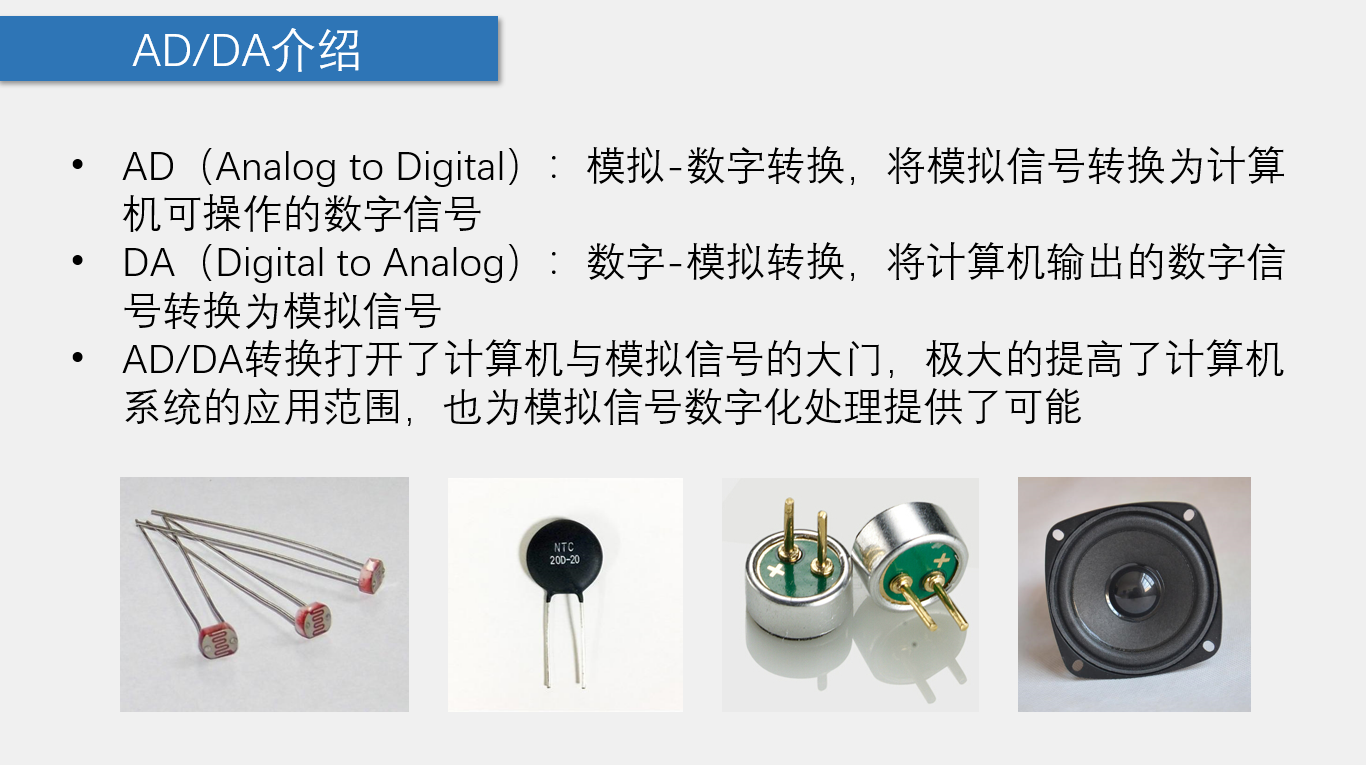 AD/DA介绍
• AD（Analog to Digital）：模拟-数字转换，将模拟信号转换为计算
机可操作的数字信号
• DA（Digital to Analog）：数字-模拟转换，将计算机输出的数字信
号转换为模拟信号
• AD/DA转换打开了计算机与模拟信号的大门，极大的提高了计算机
系统的应用范围，也为模拟信号数字化处理提供了可能
NTC
20D-20